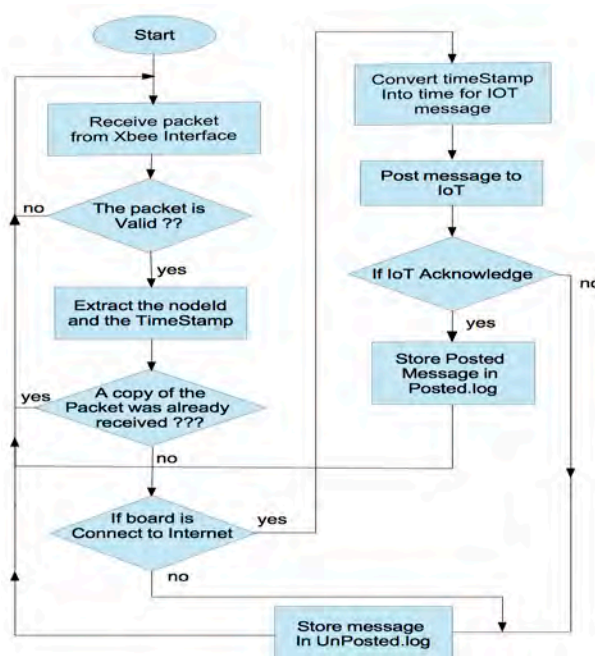 Start
Receive packet
from Xbee Interface
The packet is
Valid ??
no
yes
Extract the nodeId
and the TimeStamp
A copy of the
Packet was already
received ???
yes
no
If board is
Connect to Internet
yes
no
Convert timeStamp
Into time for IOT
message
Post message to
IoT
If IoT Acknowledge
no
yes
Store Posted
Message in
Posted.log
Store message
In UnPosted.log